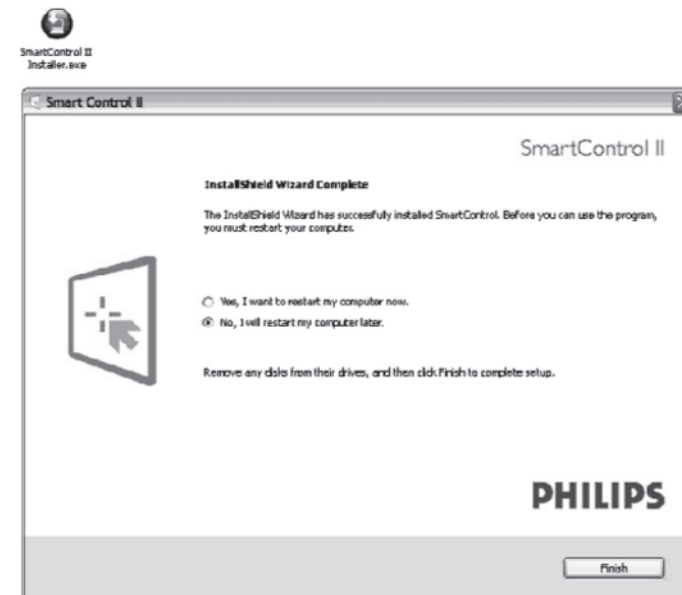 SmartControl II
Installer.exe
Smart Control II
SmartControl II
InstallShield Wizard Complete
The InstallShield Wizard has successfully installed SmartControl. Before you can use the program,
you must restart your computer.
Yes, I want to restart my computer now.
No, I will restart my computer later.
Remove any disks from their drives, and then click Finish to complete setup.
PHILIPS
Finish